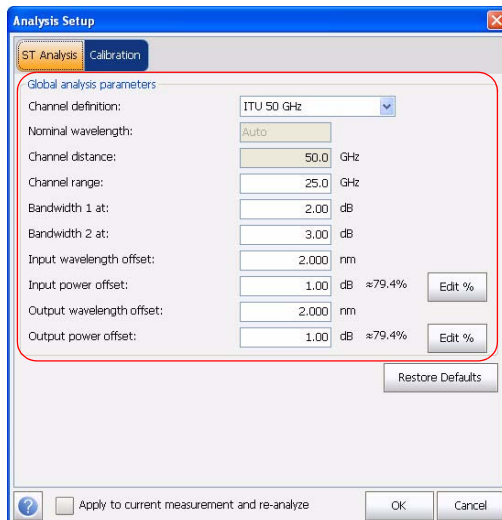 Analysis Setup
ST Analysis Calibration
Global analysis parameters
Channel definition: ITU 50 GHz
Nominal wavelength: Auto
Channel distance: 50.0 GHz
Channel range: 25.0 GHz
Bandwidth 1 at: 2.00 dB
Bandwidth 2 at: 3.00 dB
Input wavelength offset: 2.000 nm
Input power offset: 1.00 dB ≈79.4% Edit %
Output wavelength offset: 2.000 nm
Output power offset: 1.00 dB ≈79.4% Edit %
Restore Defaults
? Apply to current measurement and re-analyze OK Cancel